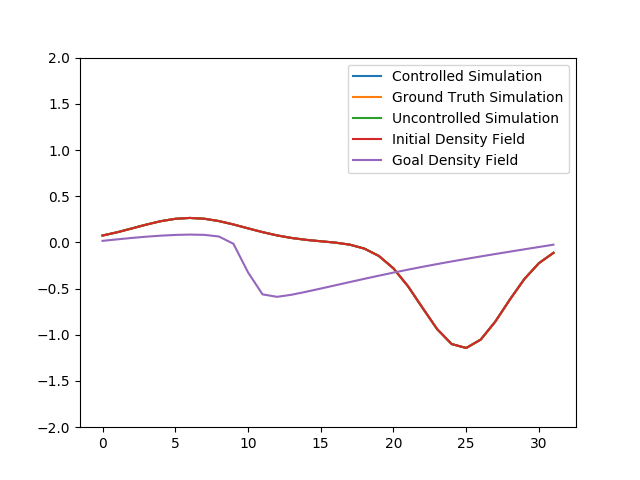 2.0
1.5
1.0
0.5
0.0
−0.5
−1.0
−1.5
−2.0
Controlled Simulation
Ground Truth Simulation
Uncontrolled Simulation
Initial Density Field
Goal Density Field
0 5 10 15 20 25 30